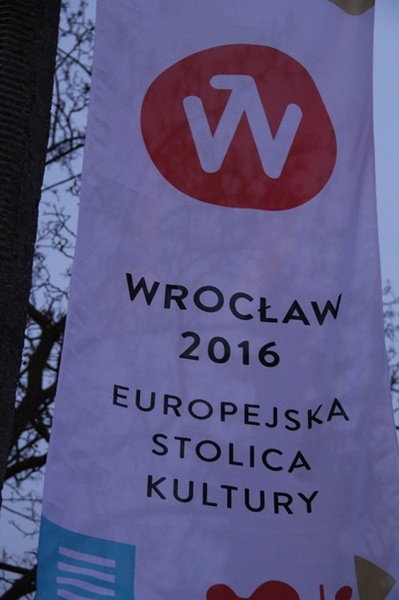 W
WROCŁAW
2016
EUROPEJSKA
STOLICA
KULTURY